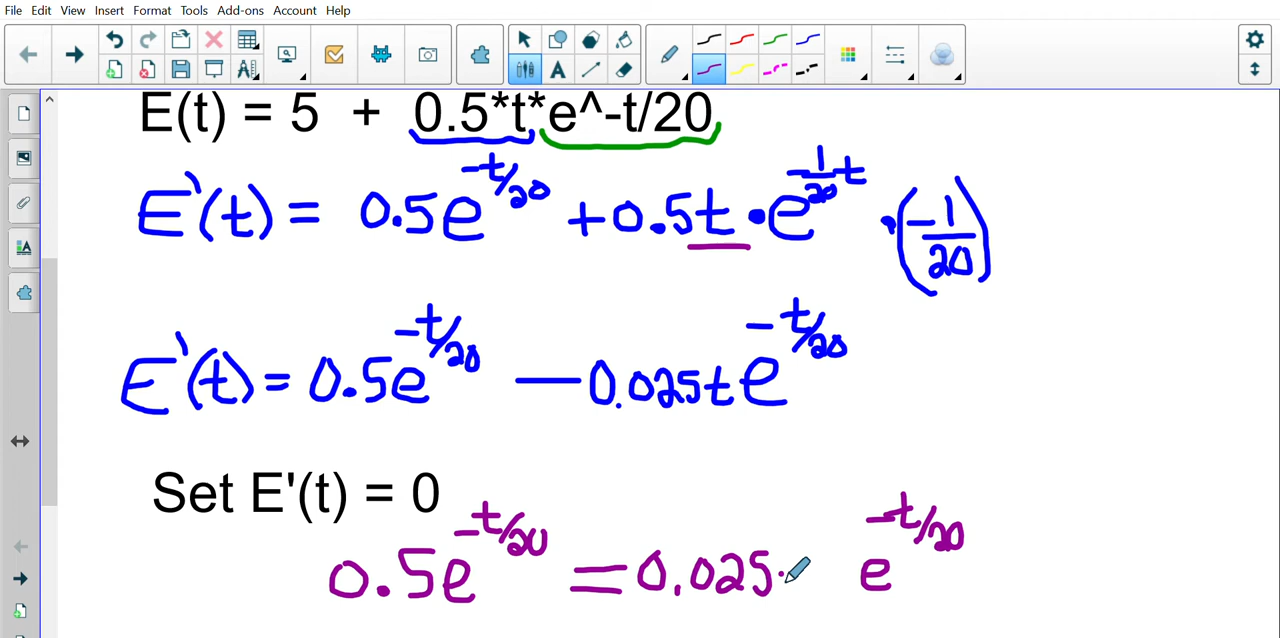 File Edit View Insert Format Tools Add-ons Account Help
E(t) = 5 + 0.5*t*e^-t/20
E'(t) = 0.5e^-t/20 + 0.5t · e^-1/20 t · (-1/20)
E'(t) = 0.5e^-t/20 — 0.025te^-t/20
Set E'(t) = 0
0.5e^-t/20 = 0.025· e^-t/20